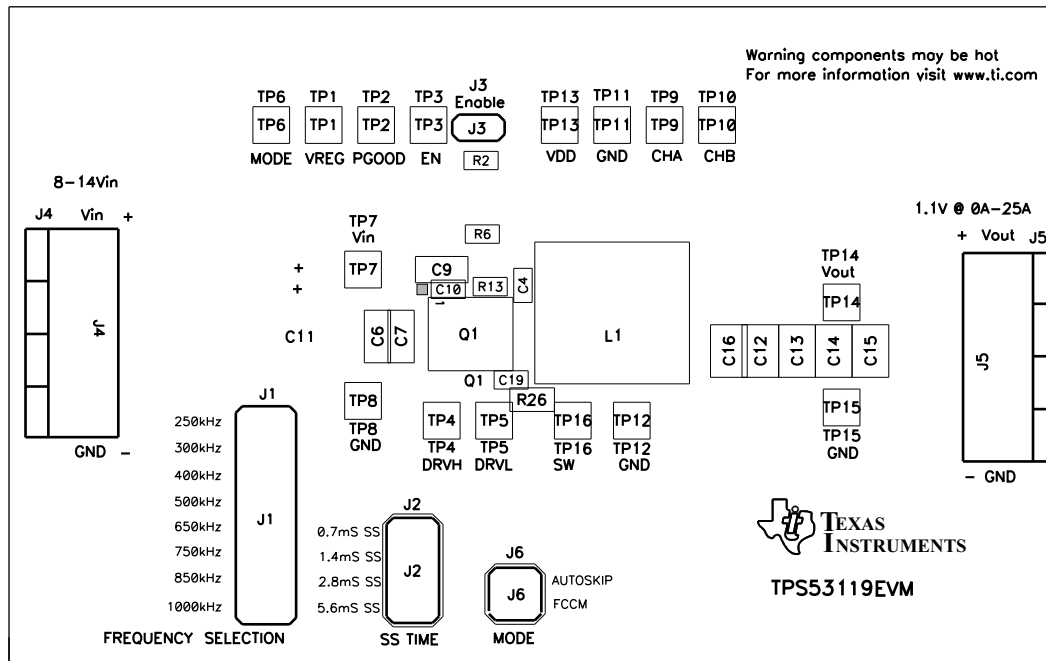 Warning components may be hot
For more information visit www.ti.com
J3
Enable
TP6 TP1 TP2 TP3 TP13 TP11 TP9 TP10
TP6 TP1 TP2 TP3 J3 TP13 TP11 TP9 TP10
MODE VREG PGOOD EN R2 VDD GND CHA CHB
8-14Vin
J4 Vin +
1.1V @ 0A-25A
+ Vout J5
TP7
Vin
R6
TP14
Vout
+ TP7 C9
+ C10 R13 C4
1
TP14
J4
C11 C6 C7 Q1 L1
C16 C12 C13 C14 C15
J5
Q1 C19
R26
J1
TP8
TP8
GND
TP4 TP5 TP16 TP12
TP4 TP5 TP16 TP12
DRVH DRVL SW GND
TP15
TP15
GND
GND -
- GND
250kHz
300kHz
400kHz
500kHz
650kHz
750kHz
850kHz
1000kHz
J1
FREQUENCY SELECTION
J2
0.7mS SS
1.4mS SS
2.8mS SS
5.6mS SS
J2
SS TIME
J6
J6
AUTOSKIP
FCCM
MODE
TEXAS
INSTRUMENTS
TPS53119EVM